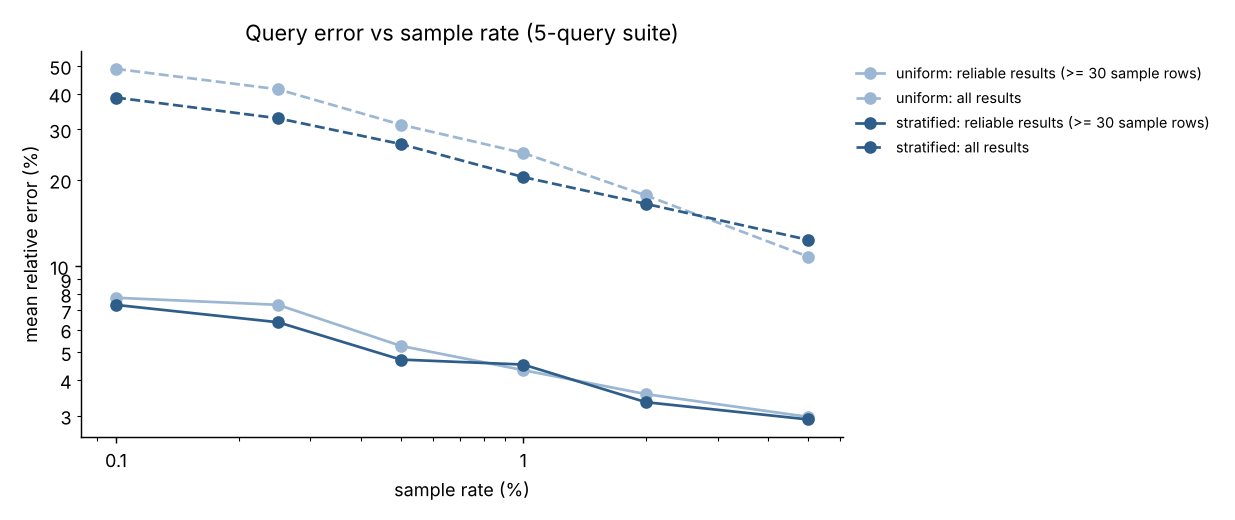 Query error vs sample rate (5-query suite)
50
40
30
20
10
9
8
7
6
5
4
3
mean relative error (%)
0.1
1
sample rate (%)
uniform: reliable results (>= 30 sample rows)
uniform: all results
stratified: reliable results (>= 30 sample rows)
stratified: all results